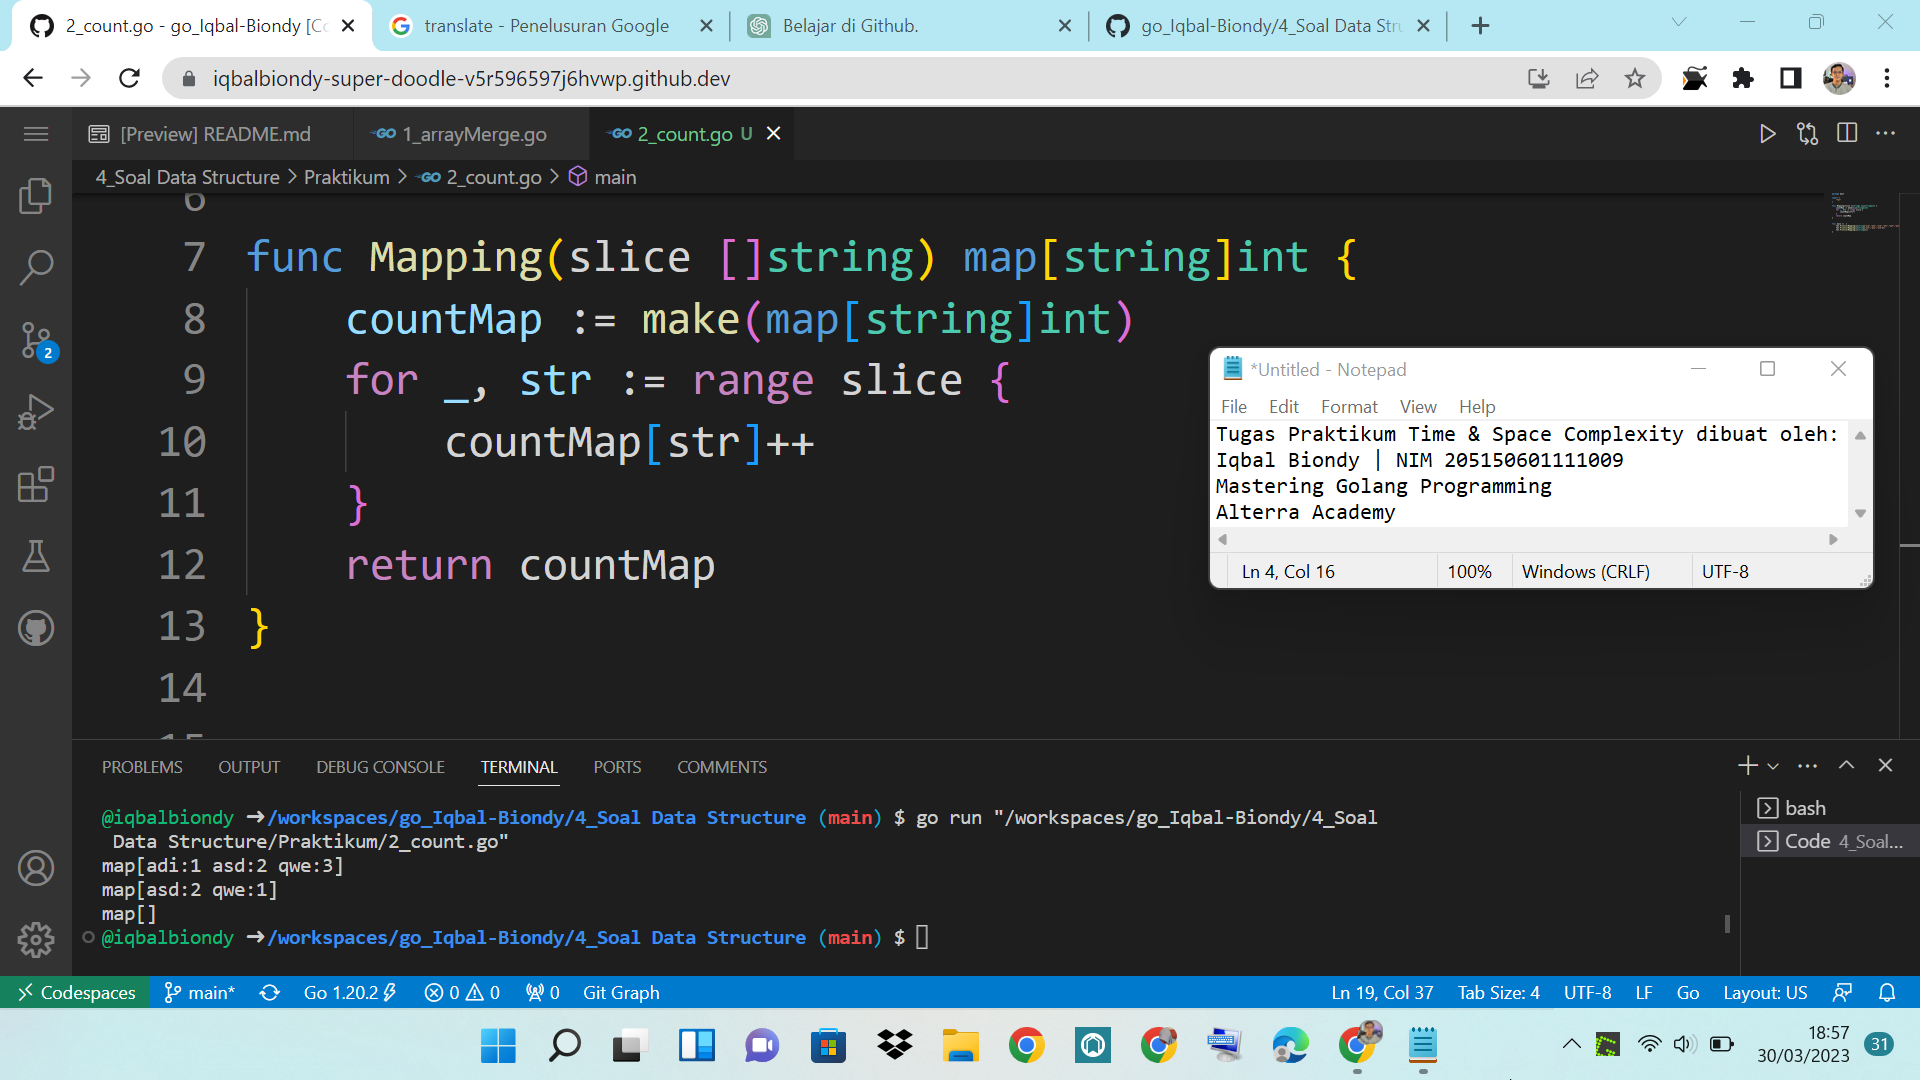 2_count.go - go_Iqbal-Biondy [Co
translate - Penelusuran Google
Belajar di Github.
go_Iqbal-Biondy/4_Soal Data Stru
iqbalbiondy-super-doodle-v5r596597j6hvwp.github.dev
[Preview] README.md
1_arrayMerge.go
2_count.go U
4_Soal Data Structure > Praktikum > 2_count.go > main
6
7 func Mapping(slice []string) map[string]int {
8 countMap := make(map[string]int)
9 for _, str := range slice {
10 countMap[str]++
11 }
12 return countMap
13 }
14
*Untitled - Notepad
File Edit Format View Help
Tugas Praktikum Time & Space Complexity dibuat oleh:
Iqbal Biondy | NIM 205150601111009
Mastering Golang Programming
Alterra Academy
Ln 4, Col 16 100% Windows (CRLF) UTF-8
2
PROBLEMS OUTPUT DEBUG CONSOLE TERMINAL PORTS COMMENTS
@iqbalbiondy ➜/workspaces/go_Iqbal-Biondy/4_Soal Data Structure (main) $ go run "/workspaces/go_Iqbal-Biondy/4_Soal
Data Structure/Praktikum/2_count.go"
map[adi:1 asd:2 qwe:3]
map[asd:2 qwe:1]
map[]
@iqbalbiondy ➜/workspaces/go_Iqbal-Biondy/4_Soal Data Structure (main) $
bash
Code 4_Soal...
Codespaces main* Go 1.20.2 0 0 0 Git Graph Ln 19, Col 37 Tab Size: 4 UTF-8 LF Go Layout: US
18:57
30/03/2023
31